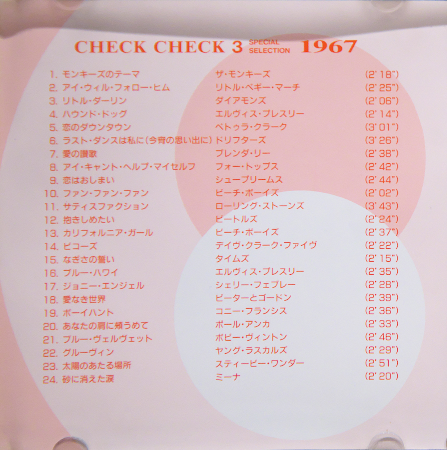 CHECK CHECK 3 SPECIAL SELECTION 1967
1. モンキーズのテーマ ザ・モンキーズ (2'18")
2. アイ・ウィル・フォロー・ヒム リトル・ペギー・マーチ (2'25")
3. リトル・ダーリン ダイアモンズ (2'06")
4. ハウンド・ドッグ エルヴィス・プレスリー (2'14")
5. 恋のダウンタウン ペトゥラ・クラーク (3'01")
6. ラスト・ダンスは私に(今宵の思い出に) ドリフターズ (3'26")
7. 愛の讃歌 ブレンダ・リー (2'38")
8. アイ・キャント・ヘルプ・マイセルフ フォー・トップス (2'42")
9. 恋はおしまい シュープリームス (2'44")
10. ファン・ファン・ファン ビーチ・ボーイズ (2'02")
11. サティスファクション ローリング・ストーンズ (3'43")
12. 抱きしめたい ビートルズ (2'24")
13. カリフォルニア・ガール ビーチ・ボーイズ (2'37")
14. ビコーズ デイヴ・クラーク・ファイヴ (2'22")
15. なぎさの誓い タイムズ (2'15")
16. ブルー・ハワイ エルヴィス・プレスリー (2'35")
17. ジョニー・エンジェル シェリー・フェブレー (2'28")
18. 愛なき世界 ピーターとゴードン (2'39")
19. ボーイハント コニー・フランシス (2'36")
20. あなたの肩に頬うめて ポール・アンカ (2'33")
21. ブルー・ヴェルヴェット ボビー・ヴィントン (2'46")
22. グルーヴィン ヤング・ラスカルズ (2'29")
23. 太陽のあたる場所 スティービー・ワンダー (2'51")
24. 砂に消えた涙 ミーナ (2'20")